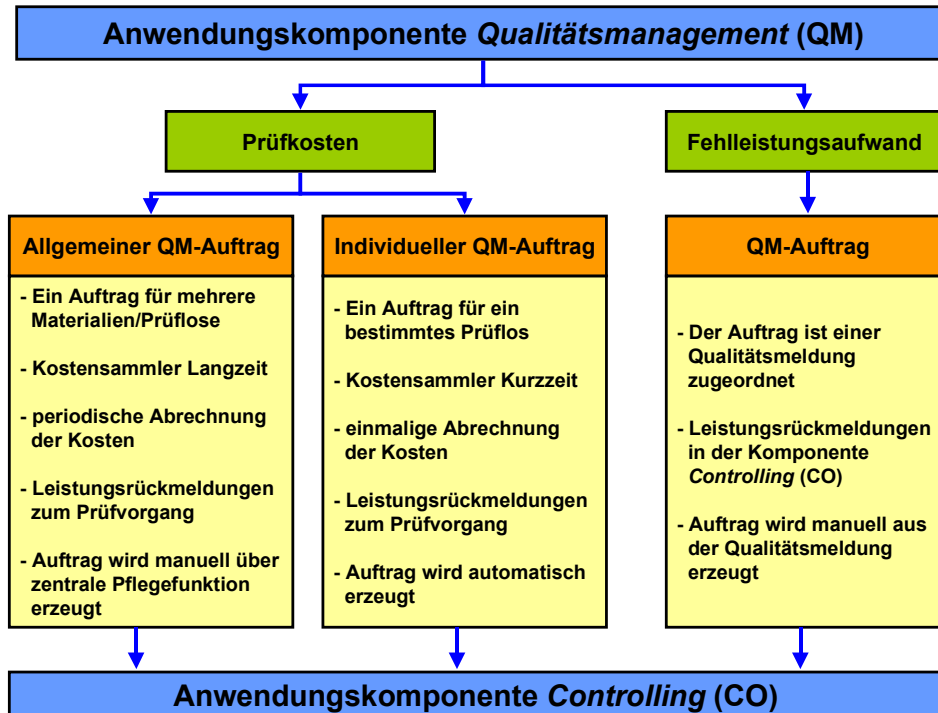 Anwendungskomponente Qualitätsmanagement (QM)
Prüfkosten
Fehlleistungsaufwand
Allgemeiner QM-Auftrag
- Ein Auftrag für mehrere
Materialien/Prüflose
- Kostensammler Langzeit
- periodische Abrechnung
der Kosten
- Leistungsrückmeldungen
zum Prüfvorgang
- Auftrag wird manuell über
zentrale Pflegefunktion
erzeugt
Individueller QM-Auftrag
- Ein Auftrag für ein
bestimmtes Prüflos
- Kostensammler Kurzzeit
- einmalige Abrechnung
der Kosten
- Leistungsrückmeldungen
zum Prüfvorgang
- Auftrag wird automatisch
erzeugt
QM-Auftrag
- Der Auftrag ist einer
Qualitätsmeldung
zugeordnet
- Leistungsrückmeldungen
in der Komponente
Controlling (CO)
- Auftrag wird manuell aus
der Qualitätsmeldung
erzeugt
Anwendungskomponente Controlling (CO)